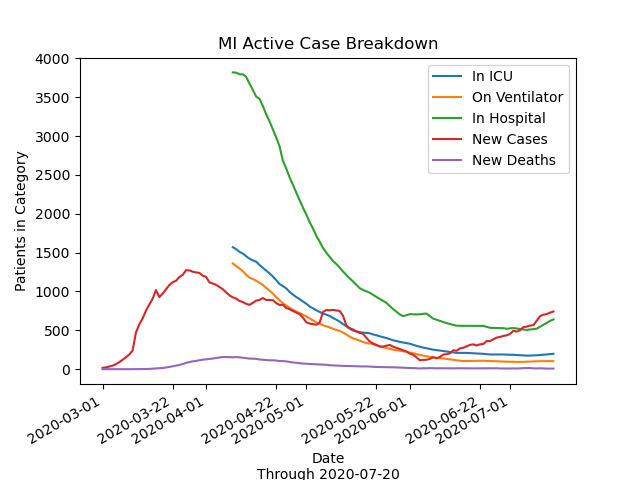 MI Active Case Breakdown
Patients in Category
4000
3500
3000
2500
2000
1500
1000
500
0
In ICU
On Ventilator
In Hospital
New Cases
New Deaths
2020-03-01
2020-03-22
2020-04-01
2020-04-22
2020-05-01
2020-05-22
2020-06-01
2020-06-22
2020-07-01
Date
Through 2020-07-20